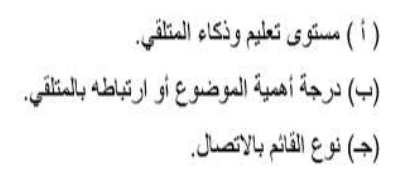 ( أ ) مستوى تعليم وذكاء المتلقي.
(ب) درجة أهمية الموضوع أو ارتباطه بالمتلقي.
(جـ) نوع القائم بالاتصال.